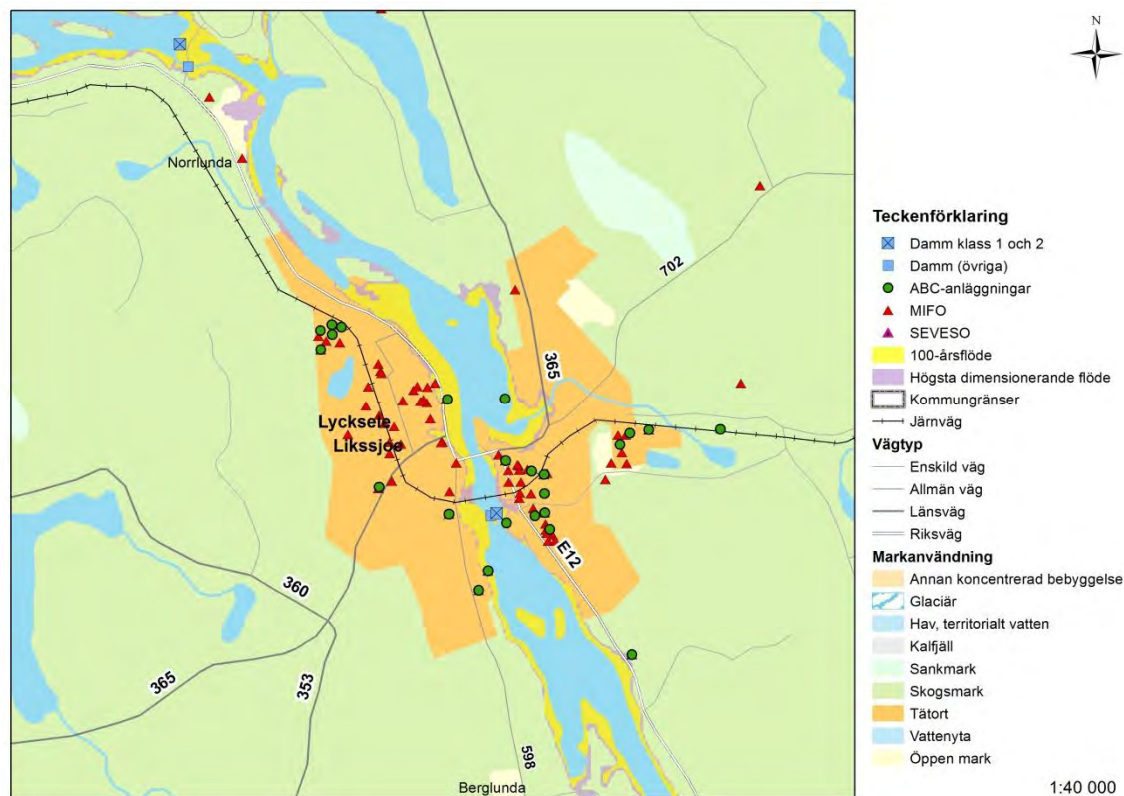 N
Norrlunda
702
365
Lycksele
Likssjoe
E12
360
365
353
598
Berglunda
Teckenförklaring
Damm klass 1 och 2
Damm (övriga)
ABC-anläggningar
MIFO
SEVESO
100-årsflöde
Högsta dimensionerande flöde
Kommungränser
Järnväg
Vägtyp
Enskild väg
Allmän väg
Länsväg
Riksväg
Markanvändning
Annan koncentrerad bebyggelse
Glaciär
Hav, territorialt vatten
Kalfjäll
Sankmark
Skogsmark
Tätort
Vattenyta
Öppen mark
1:40 000